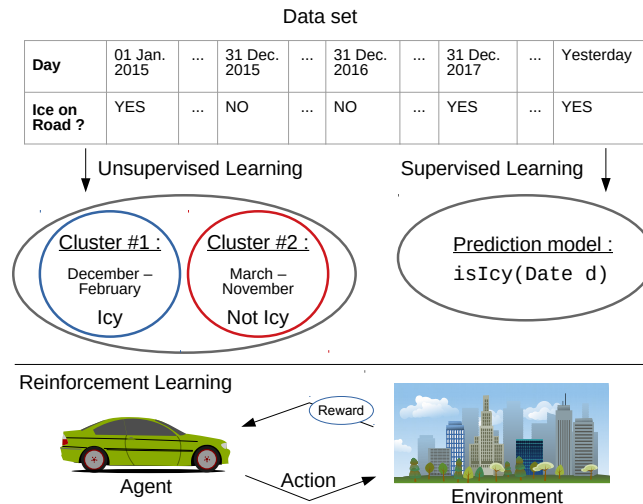 Data set
Day 01 Jan. 2015 ... 31 Dec. 2015 ... 31 Dec. 2016 ... 31 Dec. 2017 ... Yesterday
Ice on Road ? YES ... NO ... NO ... YES ... YES
Unsupervised Learning
Supervised Learning
Cluster #1 :
December –
February
Icy
Cluster #2 :
March –
November
Not Icy
Prediction model :
isIcy(Date d)
Reinforcement Learning
Reward
Action
Agent
Environment